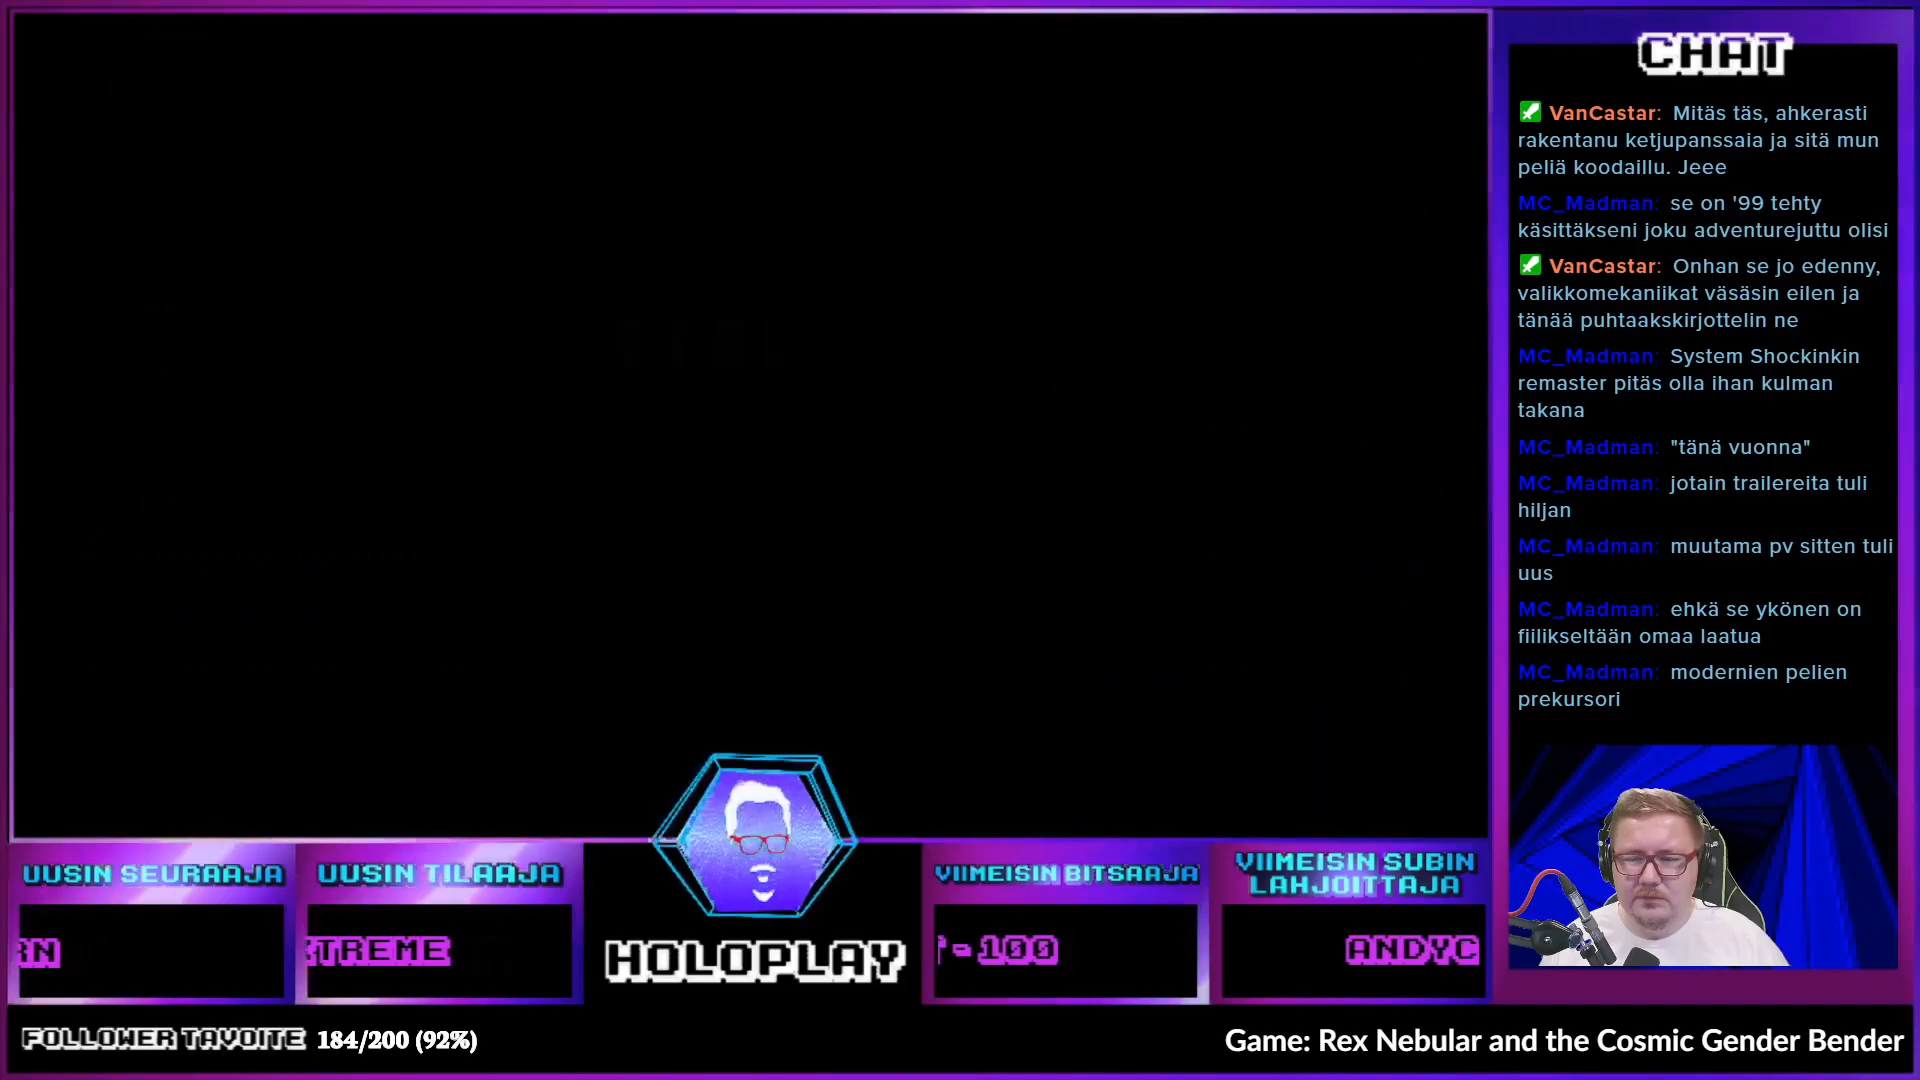 CHAT
VanCastar: Mitäs täs, ahkerasti
rakentanu ketjupanssaia ja sitä mun
peliä koodaillu. Jeee
MC_Madman: se on '99 tehty
käsittäkseni joku adventurejuttu olisi
VanCastar: Onhan se jo edenny,
valikkomekaniikat väsäsin eilen ja
tänää puhtaakskirjottelin ne
MC_Madman: System Shockinkin
remaster pitäs olla ihan kulman
takana
MC_Madman: "tänä vuonna"
MC_Madman: jotain trailereita tuli
hiljan
MC_Madman: muutama pv sitten tuli
uus
MC_Madman: ehkä se ykönen on
fiilikseltään omaa laatua
MC_Madman: modernien pelien
prekursori
UUSIN SEURAAJA
RN
UUSIN TILAAJA
XTREME
HOLOPLAY
VIIMEISIN BITSAAJA
- 100
VIIMEISIN SUBIN
LAHJOITTAJA
ANDYC
FOLLOWER TAVOITE 184/200 (92%)
Game: Rex Nebular and the Cosmic Gender Bender